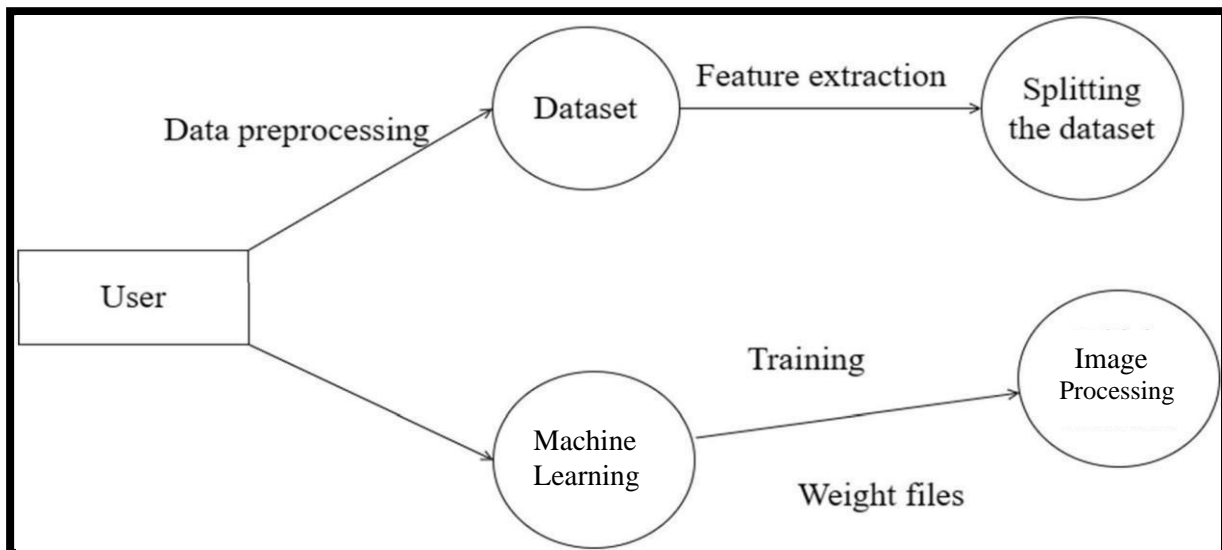 Data preprocessing
Dataset
Feature extraction
Splitting
the dataset
User
Machine
Learning
Training
Weight files
Image
Processing